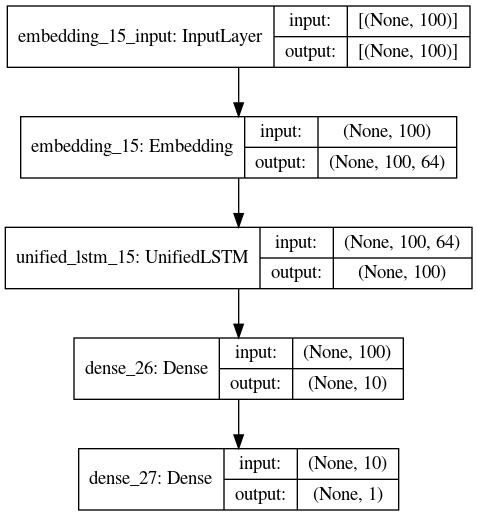 embedding_15_input: InputLayer
input: [(None, 100)]
output: [(None, 100)]
embedding_15: Embedding
input: (None, 100)
output: (None, 100, 64)
unified_lstm_15: UnifiedLSTM
input: (None, 100, 64)
output: (None, 100)
dense_26: Dense
input: (None, 100)
output: (None, 10)
dense_27: Dense
input: (None, 10)
output: (None, 1)